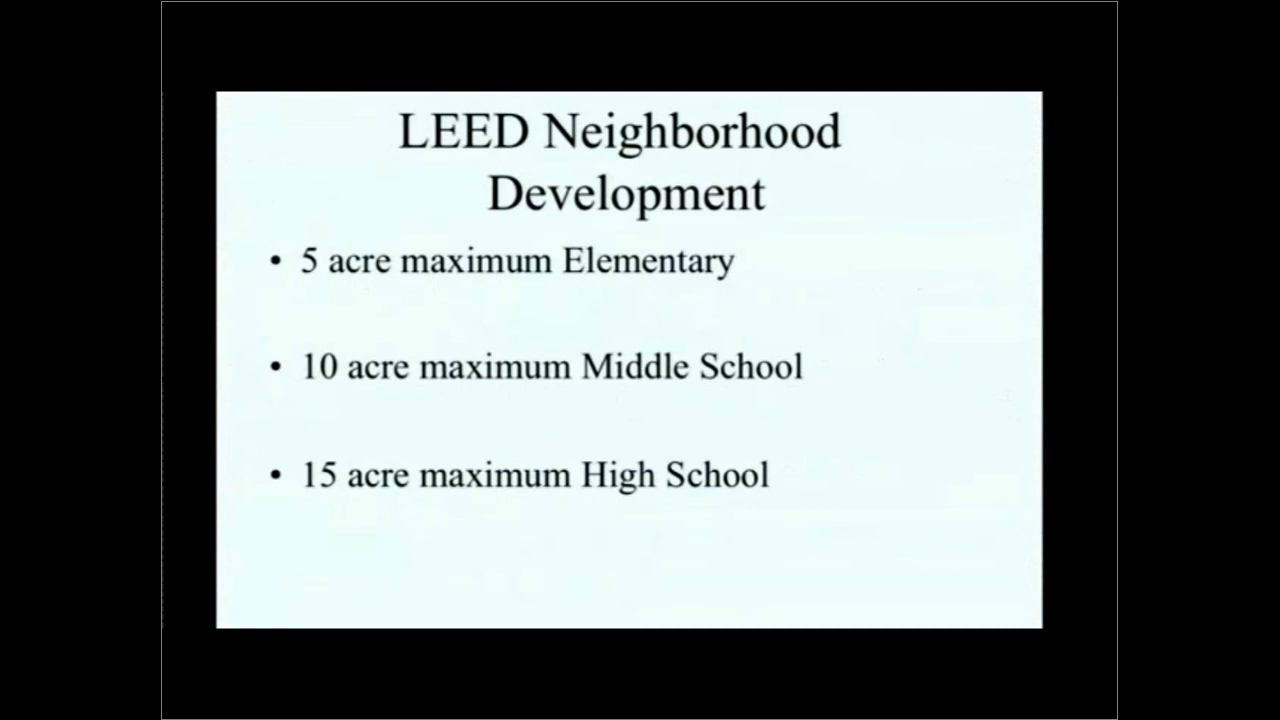 LEED Neighborhood
Development
• 5 acre maximum Elementary
• 10 acre maximum Middle School
• 15 acre maximum High School